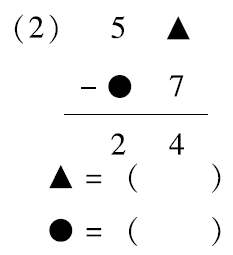 (2) 5 ▲
－● 7
2 4
▲ = ( )
● = ( )